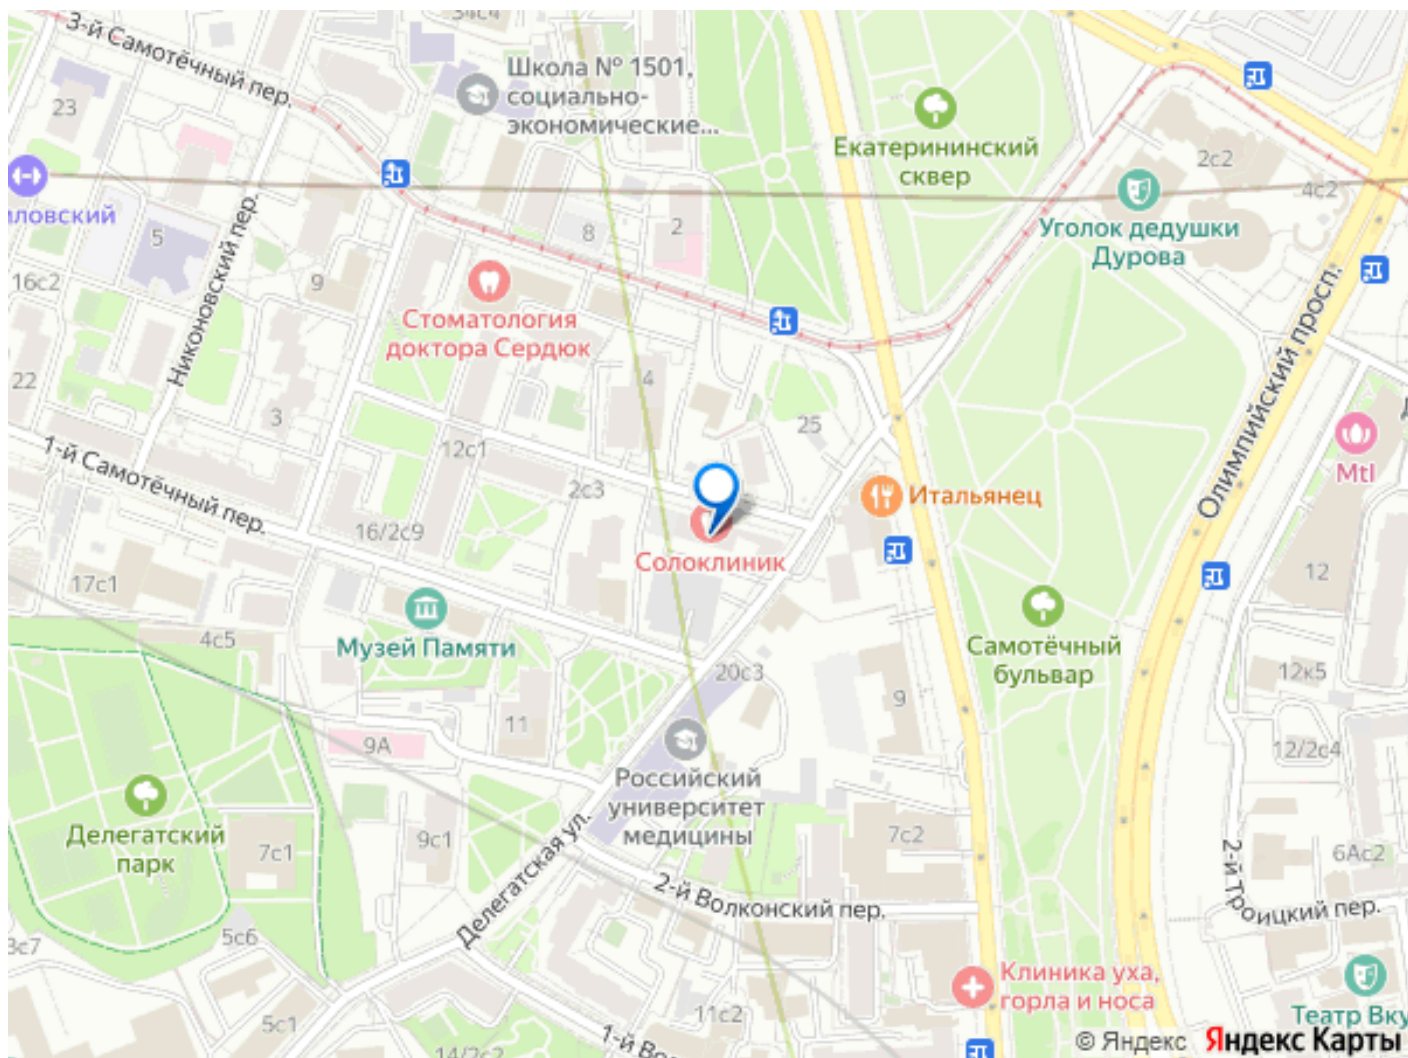 34с4
3-й Самотёчный пер.
Школа № 1501,
социально-
экономические...
23
Екатерининский
сквер
2с2
4с2
иловский
5
8
2
Уголок дедушки
Дурова
16с2
9
Никоновский пер.
Стоматология
доктора Сердюк
Олимпийский просп.
22
4
3
25
12с1
1-й Самотёчный пер.
Mtl
2с3
Итальянец
16/2с9
Солоклиник
17с1
12
Музей Памяти
4с5
Самотёчный
бульвар
20с3
12к5
9
11
9А
12/2с4
Российский
университет
медицины
Делегатский
парк
7с1
9с1
7с2
6Ас2
Делегатская ул.
2-й Волконский пер.
2-й Троицкий пер.
3с7
5с6
Клиника уха,
горла и носа
5с1
11с2
Театр Вку
14/2с2
1-й Во
© Яндекс Яндекс Карты